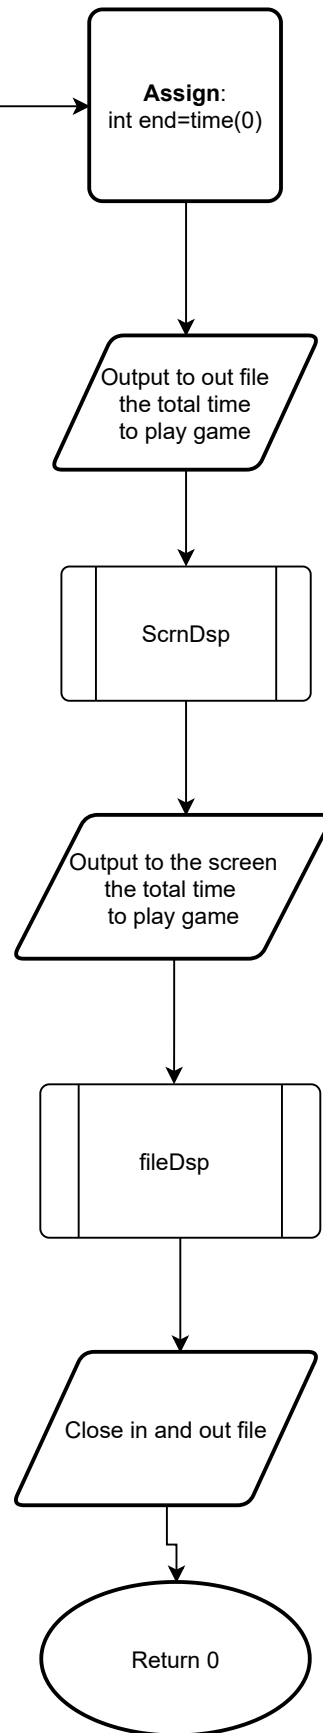 Assign:
int end=time(0)
Output to out file
the total time
to play game
ScrnDsp
Output to the screen
the total time
to play game
fileDsp
Close in and out file
Return 0